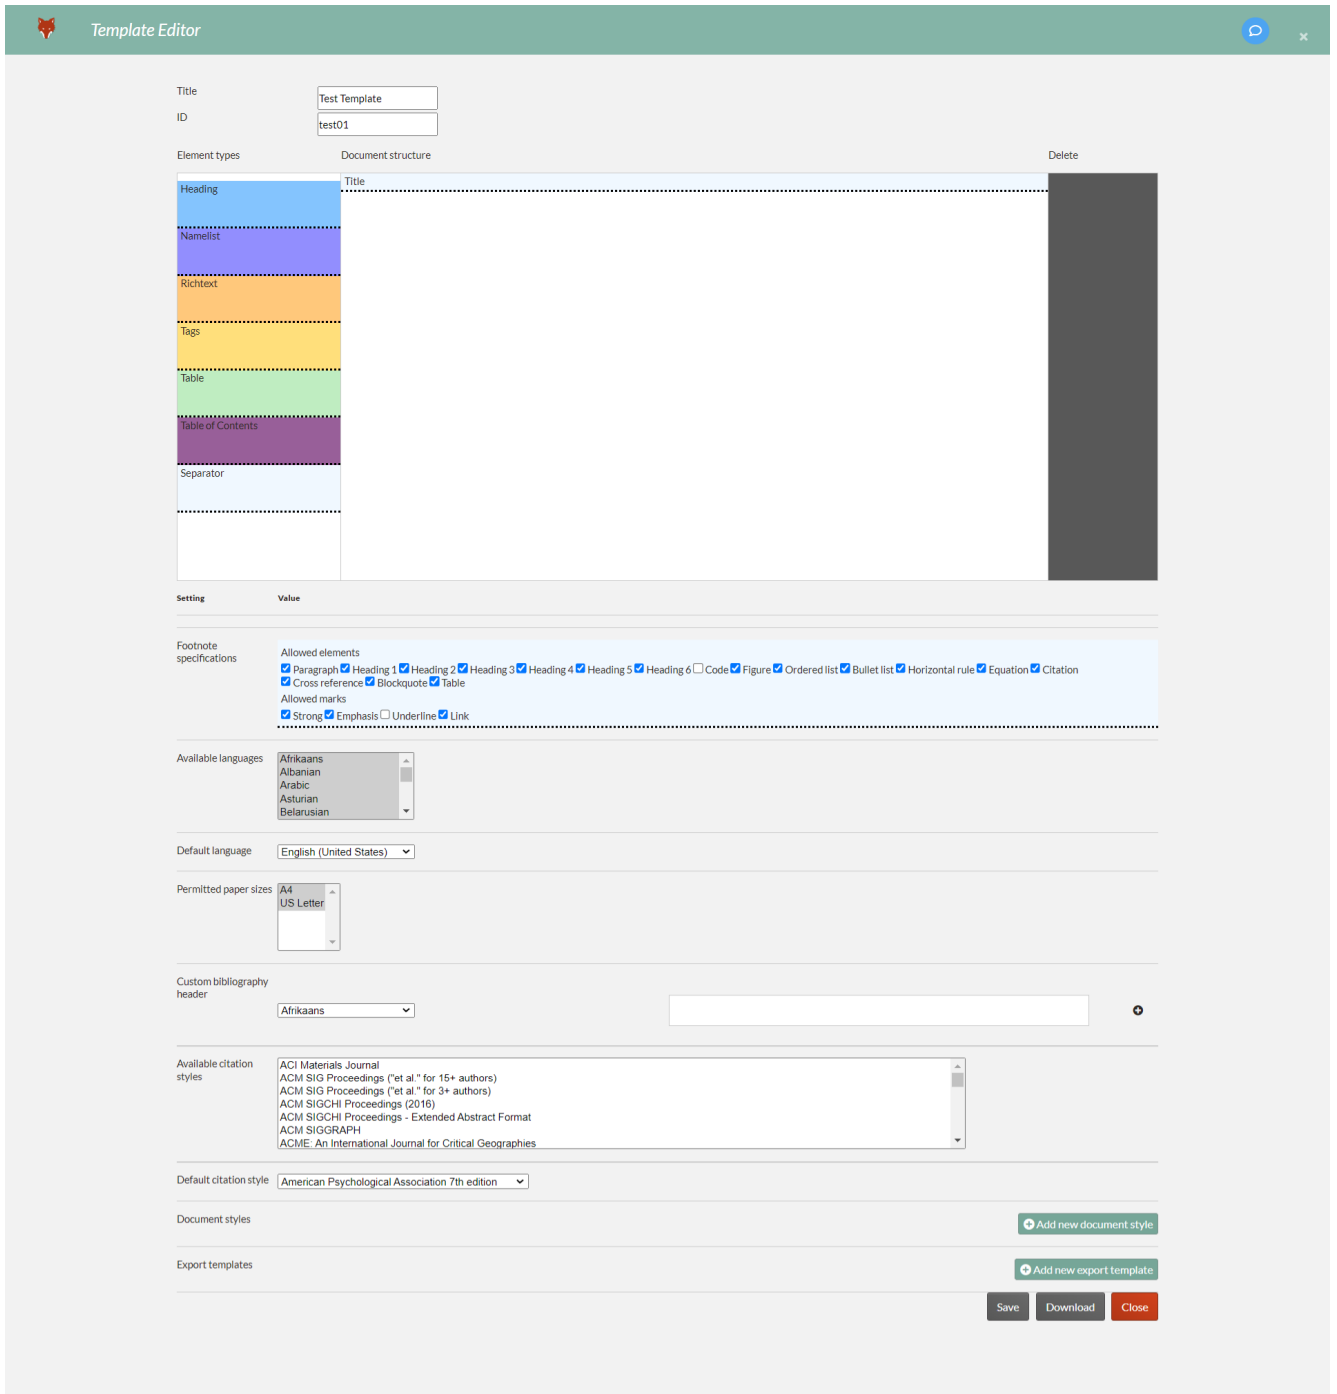 Template Editor
Title
Test Template
ID
test01
Element types Document structure Delete
Heading
Title
Namelist
Richtext
Tags
Table
Table of Contents
Separator
Setting Value
Footnote
specifications
Allowed elements
Paragraph Heading 1 Heading 2 Heading 3 Heading 4 Heading 5 Heading 6 Code Figure Ordered list Bullet list Horizontal rule Equation Citation
Cross reference Blockquote Table
Allowed marks
Strong Emphasis Underline Link
Available languages
Afrikaans
Albanian
Arabic
Asturian
Belarusian
Default language English (United States)
Permitted paper sizes
A4
US Letter
Custom bibliography
header
Afrikaans
Available citation
styles
ACI Materials Journal
ACM SIG Proceedings ("et al." for 15+ authors)
ACM SIG Proceedings ("et al." for 3+ authors)
ACM SIGCHI Proceedings (2016)
ACM SIGCHI Proceedings - Extended Abstract Format
ACM SIGGRAPH
ACME: An International Journal for Critical Geographies
Default citation style American Psychological Association 7th edition
Document styles Add new document style
Export templates Add new export template
Save Download Close